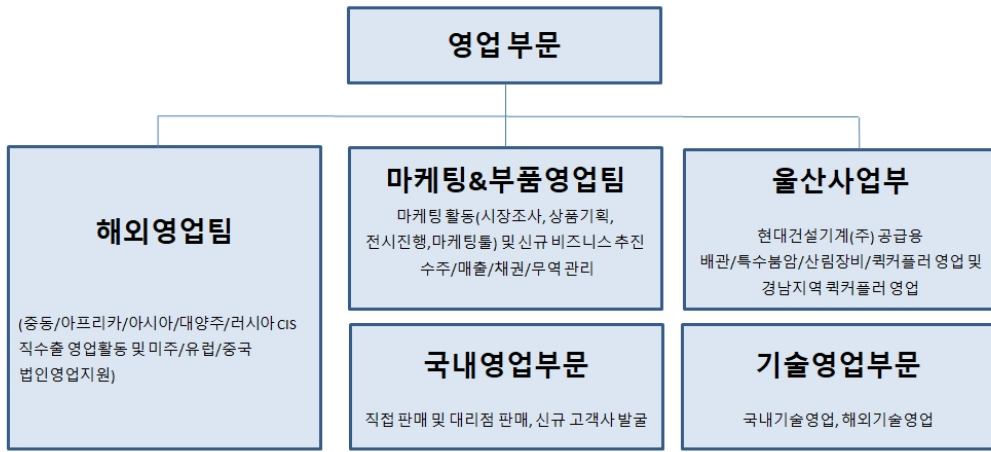 영업 부문
해외영업팀
(중동/아프리카/아시아/대양주/러시아 CIS
직수출 영업활동 및 미주/유럽/중국
법인영업지원)
마케팅&부품영업팀
마케팅 활동(시장조사, 상품기획,
전시진행,마케팅툴) 및 신규 비즈니스 추진
수주/매출/채권/무역 관리
울산사업부
현대건설기계(주) 공급용
배관/특수붐암/산림장비/퀵커플러 영업 및
경남지역 퀵커플러 영업
국내영업부문
직접 판매 및 대리점 판매, 신규 고객사 발굴
기술영업부문
국내기술영업, 해외기술영업